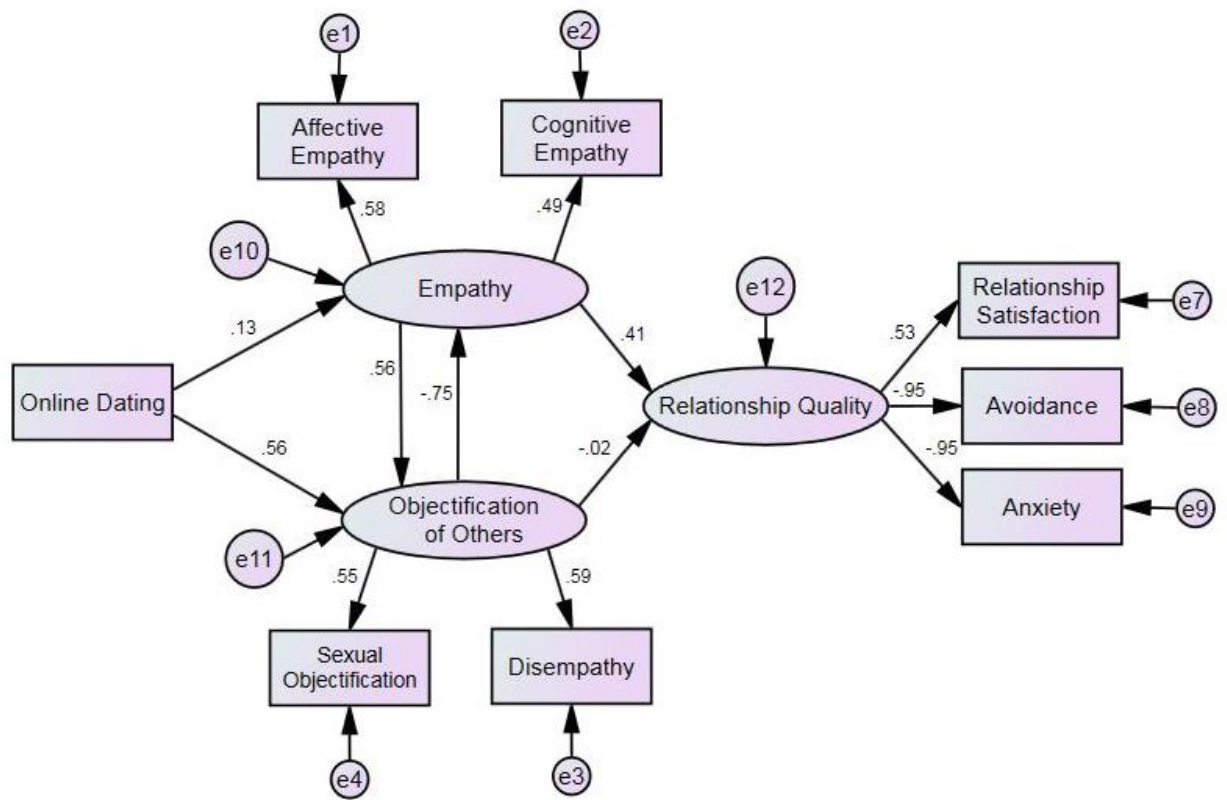 e1
e2
Affective
Empathy
Cognitive
Empathy
.58
.49
e10
Empathy
e12
Relationship
Satisfaction
e7
.13
.41
.53
.56
-.75
Online Dating
Relationship Quality
-.95
Avoidance
e8
.56
-.02
-.95
Objectification
of Others
Anxiety
e9
e11
.55
.59
Sexual
Objectification
Disempathy
e4
e3